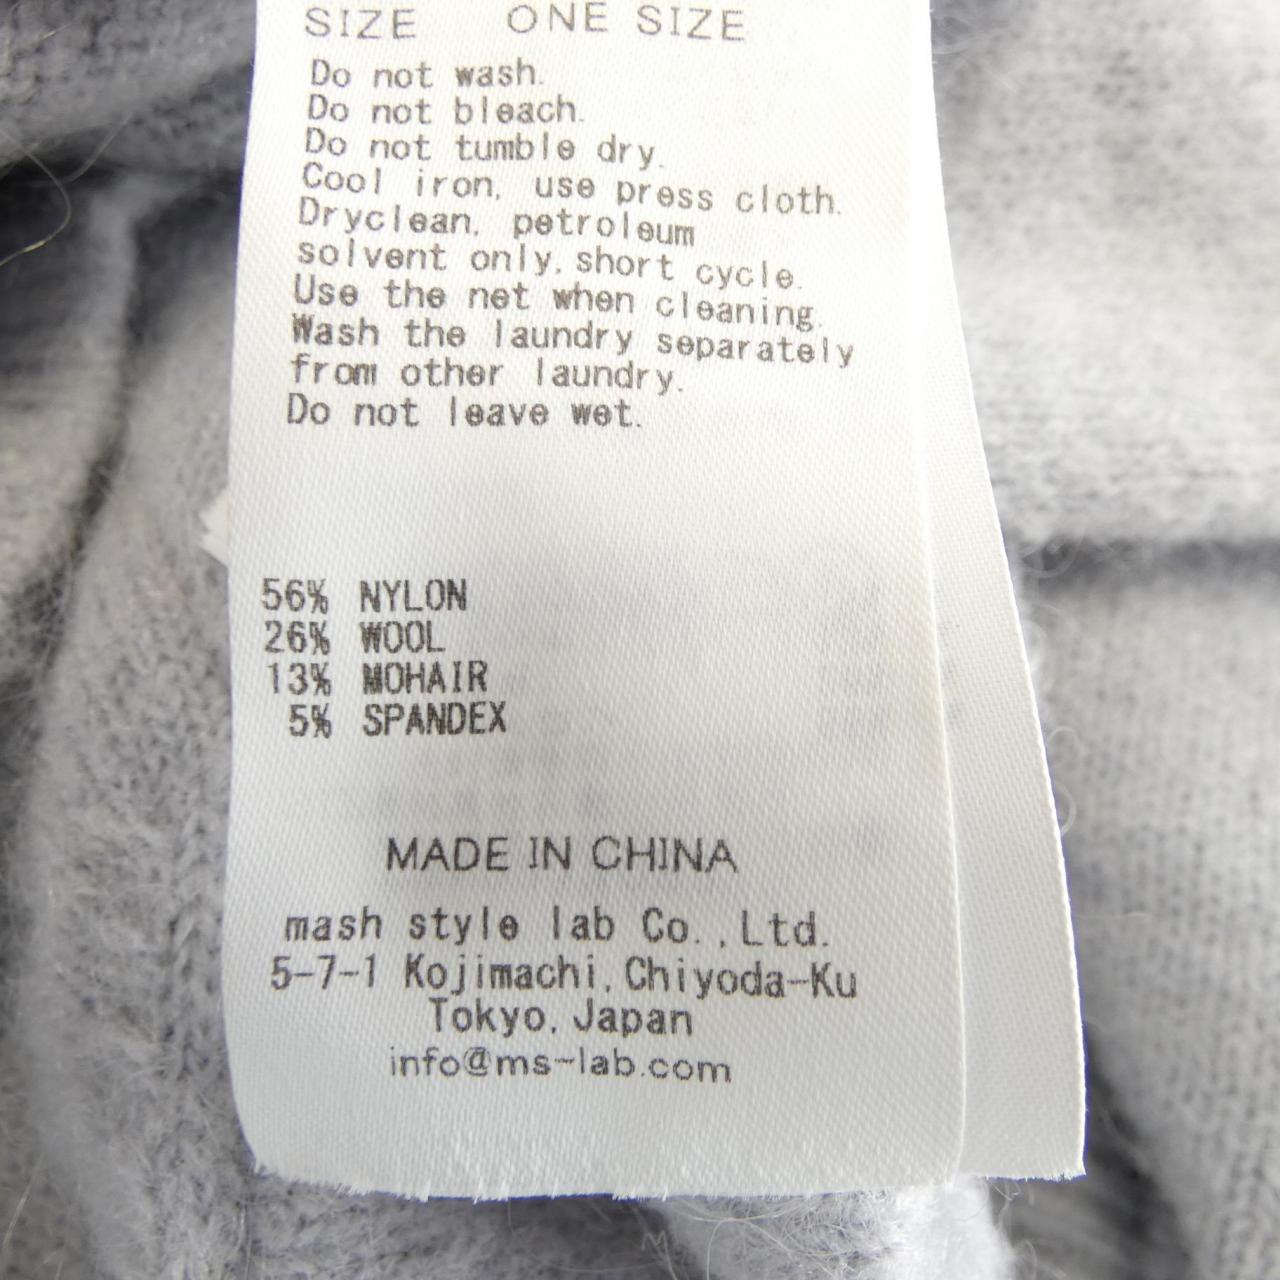 SIZE ONE SIZE
Do not wash.
Do not bleach.
Do not tumble dry.
Cool iron, use press cloth.
Dryclean, petroleum
solvent only, short cycle.
Use the net when cleaning.
Wash the laundry separately
from other laundry.
Do not leave wet.
56% NYLON
26% WOOL
13% MOHAIR
5% SPANDEX
MADE IN CHINA
mash style lab Co.,Ltd.
5-7-1 Kojimachi,Chiyoda-Ku
Tokyo,Japan
info@ms-lab.com